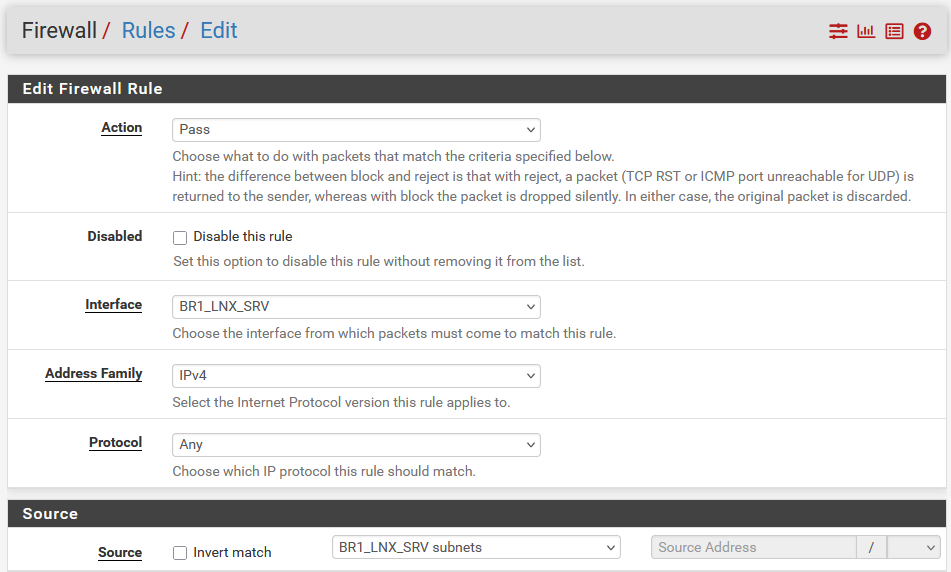 Firewall / Rules / Edit
Edit Firewall Rule
Action
Pass
Choose what to do with packets that match the criteria specified below.
Hint: the difference between block and reject is that with reject, a packet (TCP RST or ICMP port unreachable for UDP) is
returned to the sender, whereas with block the packet is dropped silently. In either case, the original packet is discarded.
Disabled
Disable this rule
Set this option to disable this rule without removing it from the list.
Interface
BR1_LNX_SRV
Choose the interface from which packets must come to match this rule.
Address Family
IPv4
Select the Internet Protocol version this rule applies to.
Protocol
Any
Choose which IP protocol this rule should match.
Source
Source
Invert match
BR1_LNX_SRV subnets
Source Address
/